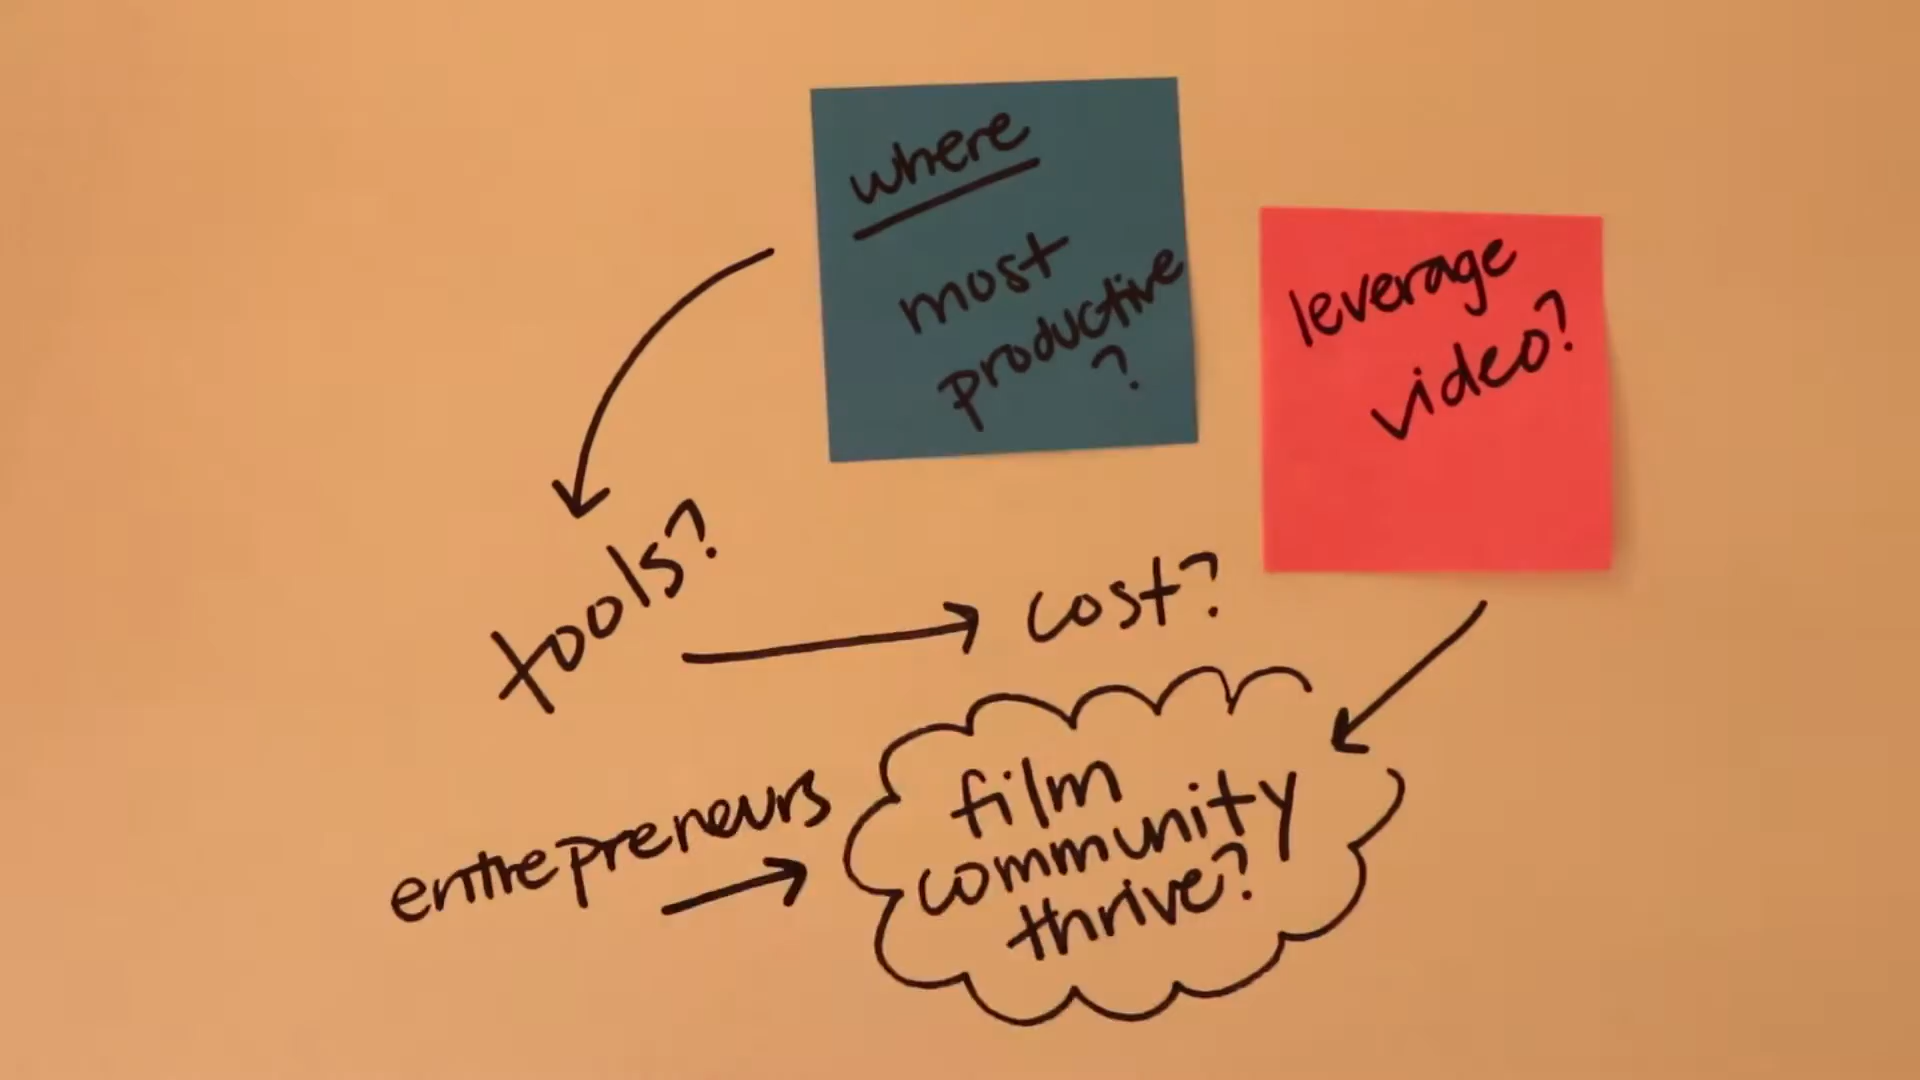 where
most
productive
?
leverage
video?
tools?
cost?
entrepreneurs
film
community
thrive?